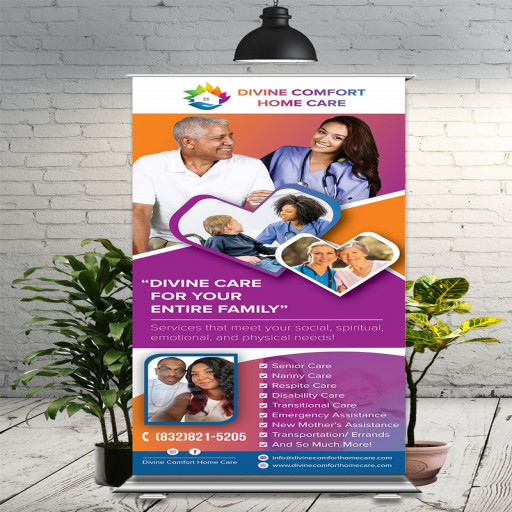 DIVINE COMFORT
HOME CARE
“DIVINE CARE
FOR YOUR
ENTIRE FAMILY”
Services that meet your social, spiritual,
emotional, and physical needs!
Senior Care
Nanny Care
Respite Care
Disability Care
Transitional Care
Emergency Assistance
New Mother's Assistance
Transportation/ Errands
And So Much More!
(832)821-5205
Divine Comfort Home Care
info@divinecomforthomecare.com
www.divinecomforthomecare.com